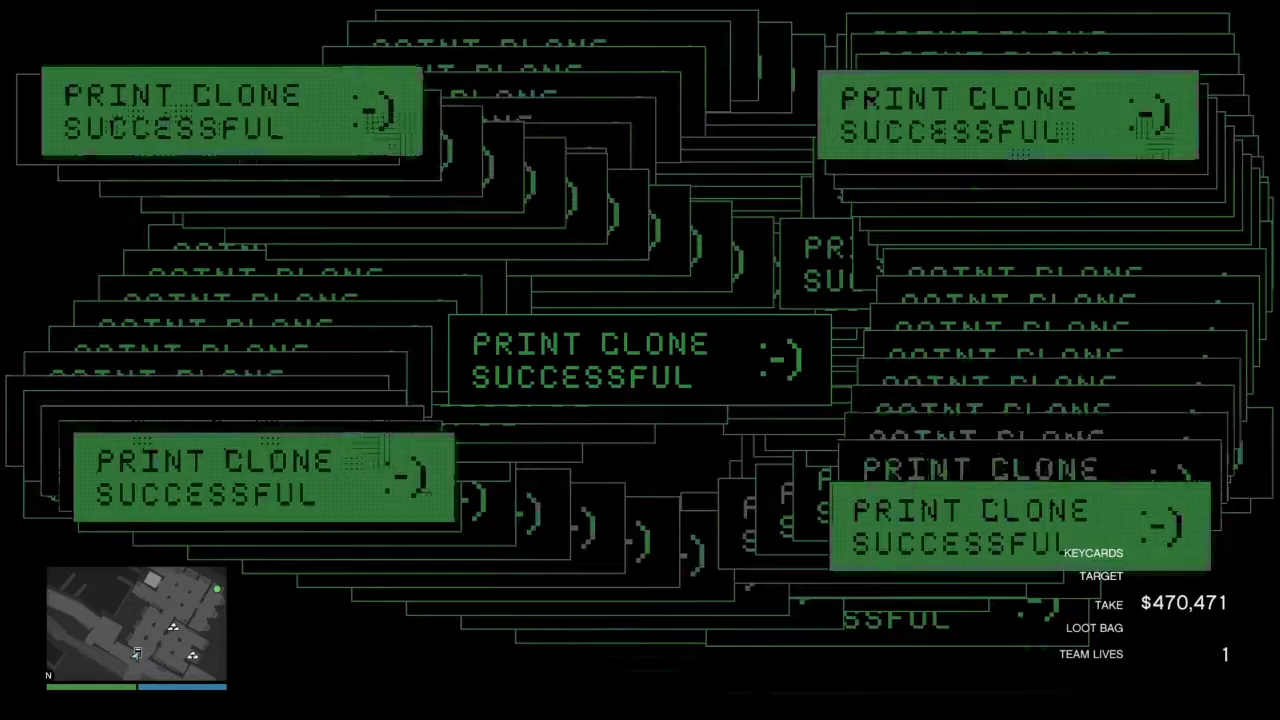 PRINT CLONE
SUCCESSFUL :-)
PRINT CLONE
SUCCESSFUL :-)
PRINT CLONE
SUCCESSFUL :-)
PRINT CLONE
SUCCESSFUL :-)
PRINT CLONE
PRINT CLONE
SUCCESSFUL :-)
KEYCARDS
TARGET
TAKE $470,471
LOOT BAG
TEAM LIVES 1
N